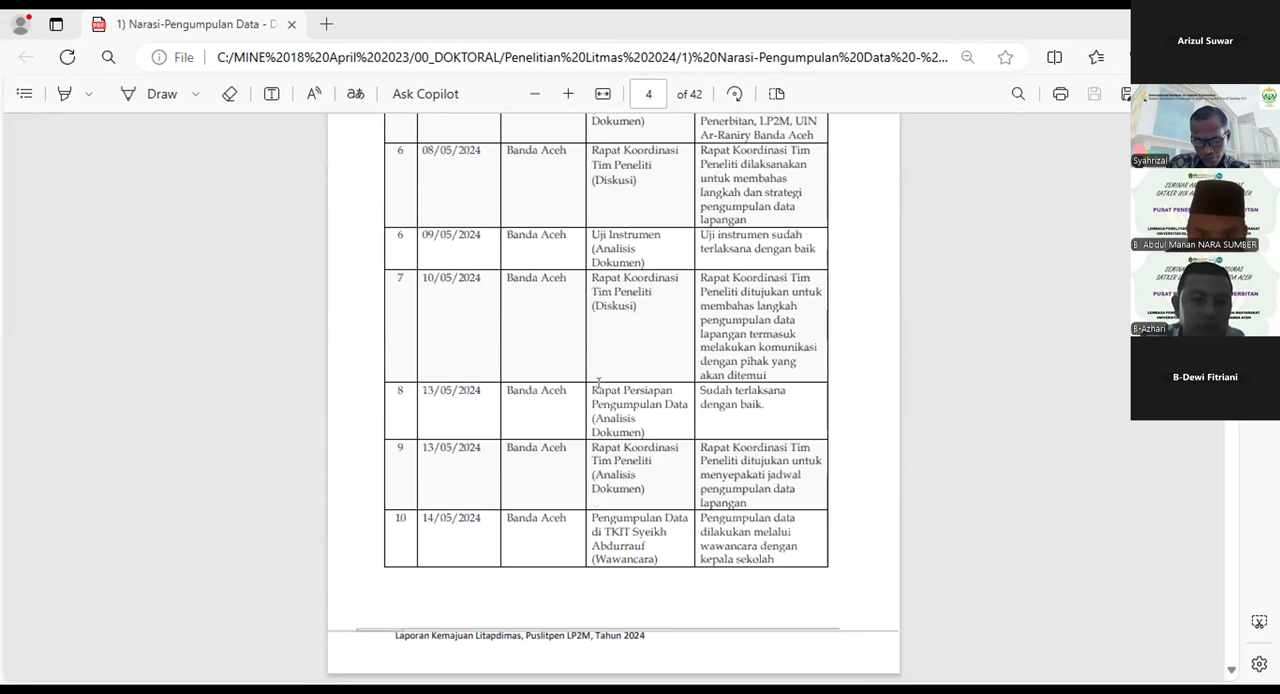 1) Narasi-Pengumpulan Data - D
File
C:/MINE%2018%20April%202023/00_DOKTORAL/Penelitian%20Litmas%202024/1)%20Narasi-Pengumpulan%20Data%20-%2...
Draw
Ask Copilot
4
of 42
Dokumen)
Penerbitan, LP2M, UIN
Ar-Raniry Banda Aceh
6
08/05/2024
Banda Aceh
Rapat Koordinasi
Tim Peneliti
(Diskusi)
Rapat Koordinasi Tim
Peneliti dilaksanakan
untuk membahas
langkah dan strategi
pengumpulan data
lapangan
6
09/05/2024
Banda Aceh
Uji Instrumen
(Analisis
Dokumen)
Uji instrumen sudah
terlaksana dengan baik
7
10/05/2024
Banda Aceh
Rapat Koordinasi
Tim Peneliti
(Diskusi)
Rapat Koordinasi Tim
Peneliti ditujukan untuk
membahas langkah
pengumpulan data
lapangan termasuk
melakukan komunikasi
dengan pihak yang
akan ditemui
8
13/05/2024
Banda Aceh
Rapat Persiapan
Pengumpulan Data
(Analisis
Dokumen)
Sudah terlaksana
dengan baik.
9
13/05/2024
Banda Aceh
Rapat Koordinasi
Tim Peneliti
(Analisis
Dokumen)
Rapat Koordinasi Tim
Peneliti ditujukan untuk
menyepakati jadwal
pengumpulan data
lapangan
10
14/05/2024
Banda Aceh
Pengumpulan Data
di TKIT Syeikh
Abdurrauf
(Wawancara)
Pengumpulan data
dilakukan melalui
wawancara dengan
kepala sekolah
Laporan Kemajuan Litapdimas, Puslitpen LP2M, Tahun 2024
Arizul Suwar
Syahrizal
B_Abdul Manan NARA SUMBER
B-Azhari
B-Dewi Fitriani